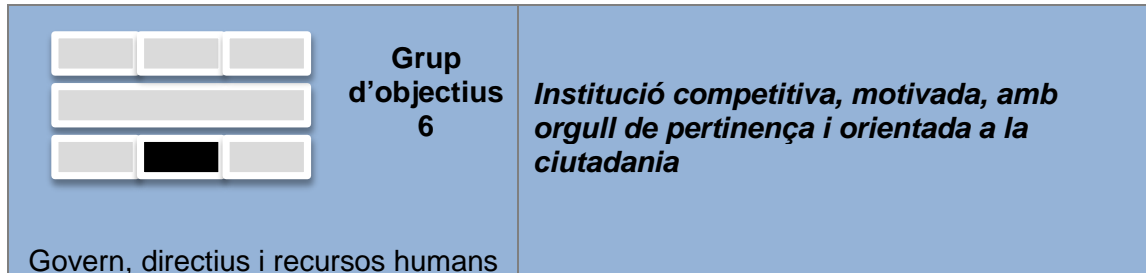 Grup
d’objectius
6
Institució competitiva, motivada, amb
orgull de pertinença i orientada a la
ciutadania
Govern, directius i recursos humans